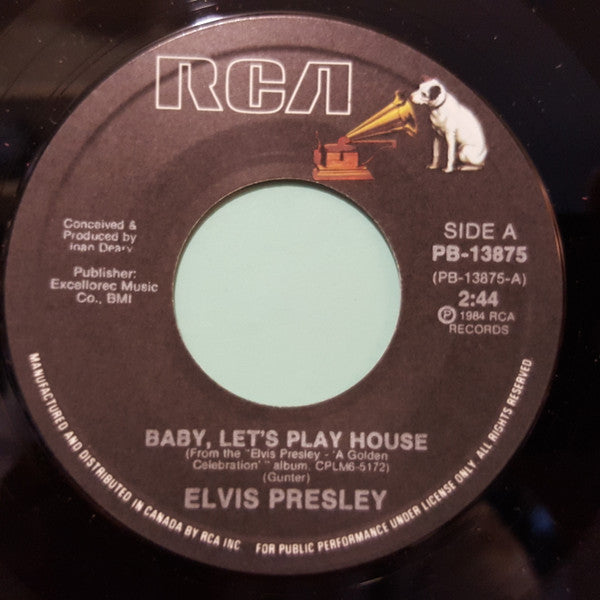 RCA
Conceived &
Produced by
Joan Deary
Publisher:
Excellorec Music
Co., BMI
SIDE A
PB-13875
(PB-13875-A)
2:44
Ⓟ 1984 RCA
RECORDS
BABY, LET'S PLAY HOUSE
(From the "Elvis Presley - 'A Golden
Celebration' " album. CPLM6-5172)
(Gunter)
ELVIS PRESLEY
MANUFACTURED AND DISTRIBUTED IN CANADA BY RCA INC FOR PUBLIC PERFORMANCE UNDER LICENSE ONLY ALL RIGHTS RESERVED